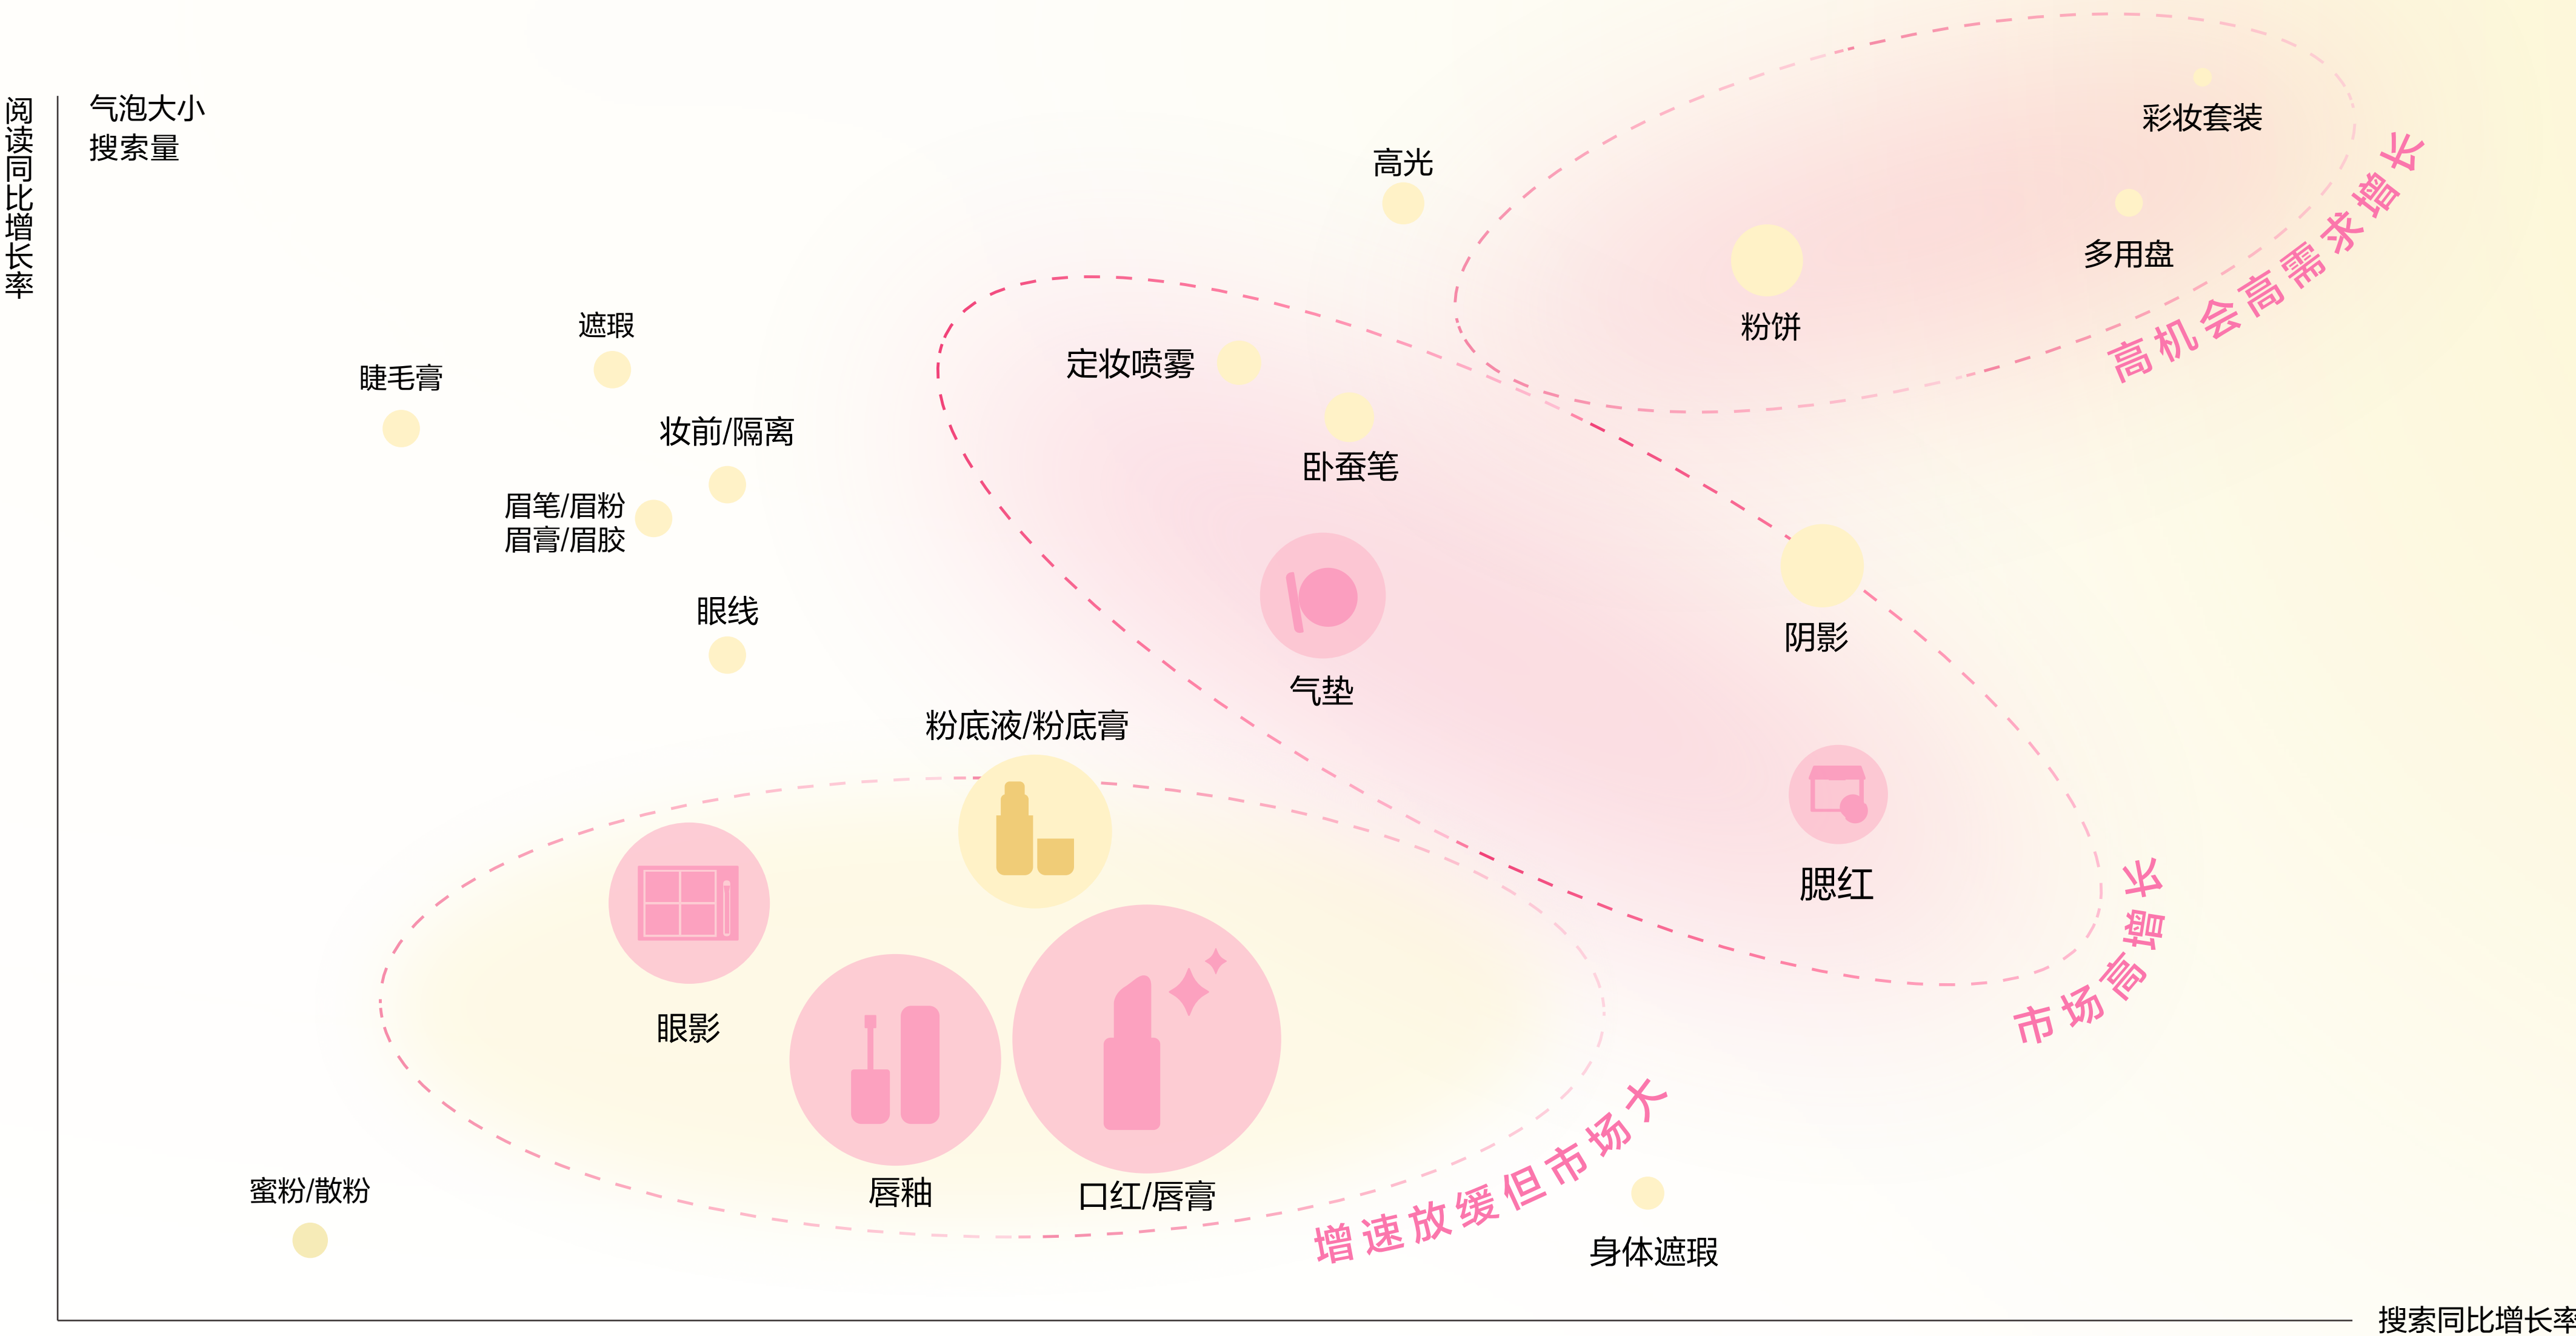 阅读同比增长率
气泡大小
搜索量
彩妆套装
高光
多用盘
粉饼
高机会高需求增长
遮瑕
定妆喷雾
睫毛膏
妆前/隔离
卧蚕笔
眉笔/眉粉
眉膏/眉胶
眼线
阴影
气垫
粉底液/粉底膏
腮红
市场高增长
眼影
唇釉
口红/唇膏
增速放缓但市场大
蜜粉/散粉
身体遮瑕
搜索同比增长率